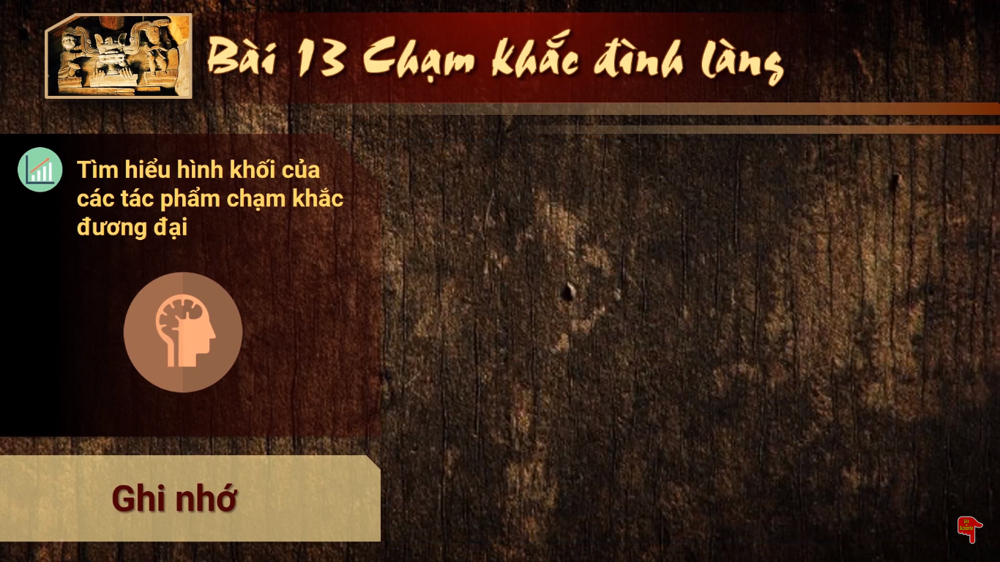 Bài 13 Chạm khắc đình làng
Tìm hiểu hình khối của
các tác phẩm chạm khắc
đương đại
Ghi nhớ